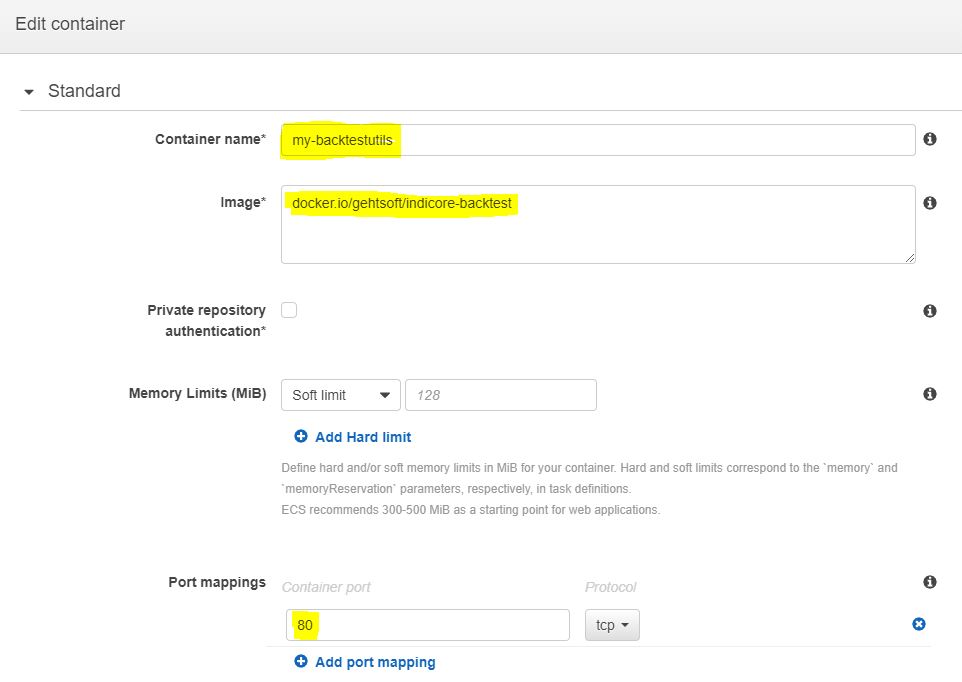 Edit container
Standard
Container name*
my-backtestutils
Image*
docker.io/gehtsoft/indicore-backtest
Private repository
authentication*
Memory Limits (MiB)
Soft limit
128
Add Hard limit
Define hard and/or soft memory limits in MiB for your container. Hard and soft limits correspond to the `memory` and
`memoryReservation` parameters, respectively, in task definitions.
ECS recommends 300-500 MiB as a starting point for web applications.
Port mappings
Container port
Protocol
80
tcp
Add port mapping